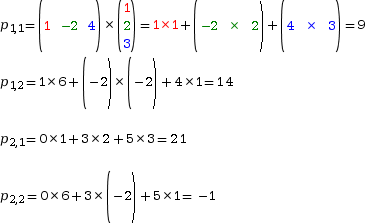 p1,1 = (1 −2 4) × (1 2 3) = 1×1 + (−2 × 2) + (4 × 3) = 9
p1,2 = 1×6 + (−2) × (−2) + 4×1 = 14
p2,1 = 0×1 + 3×2 + 5×3 = 21
p2,2 = 0×6 + 3× (−2) + 5×1 = −1